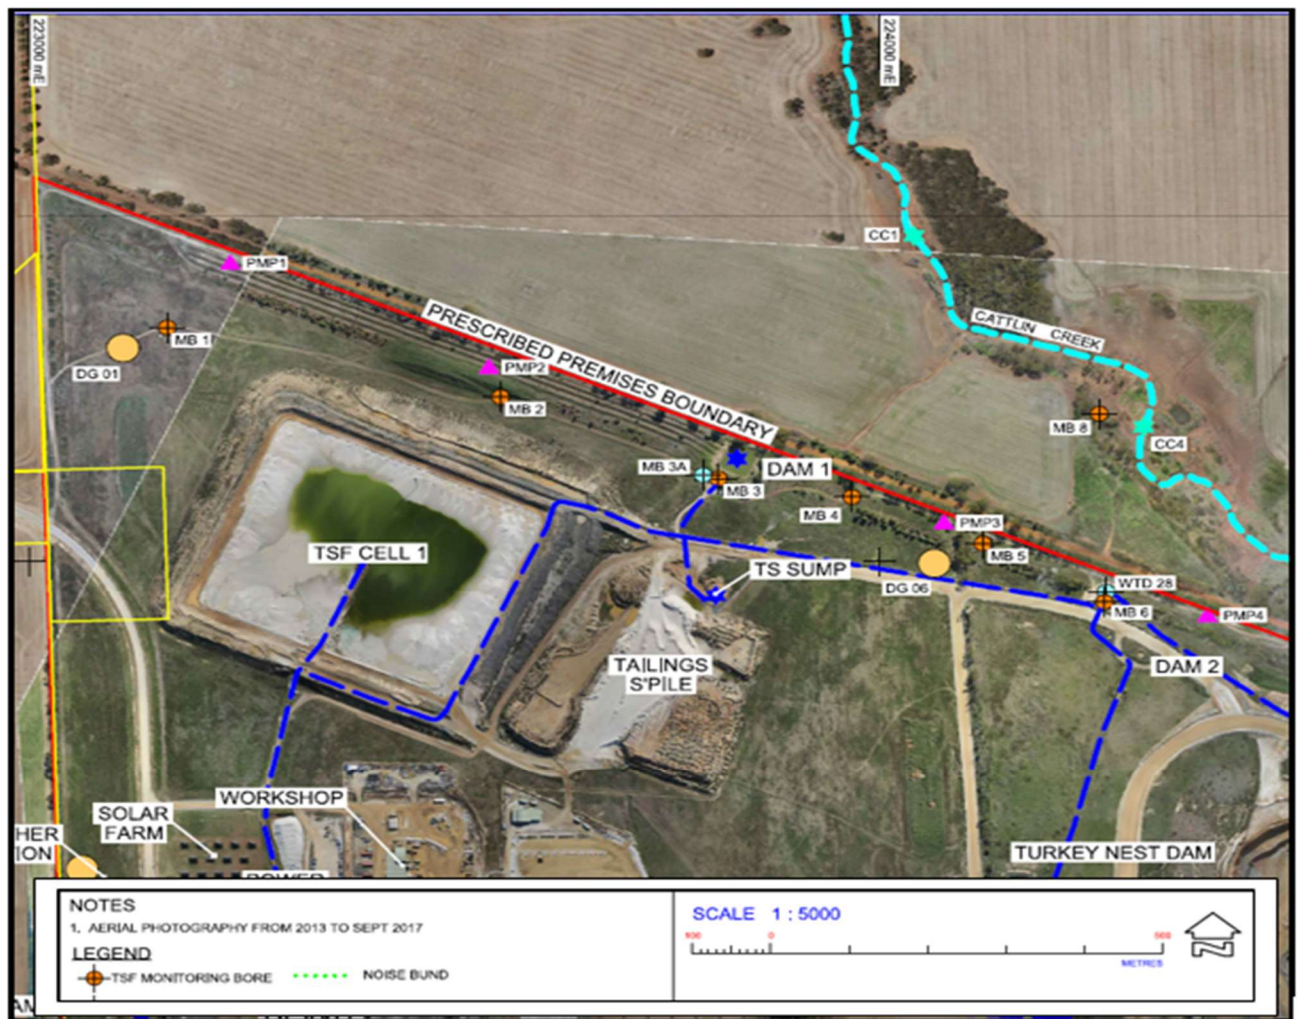 223000 mE
224000 mE
CC1
PMP1
CATTLIN CREEK
PRESCRIBED PREMISES BOUNDARY
MB 1
DG 01
PMP2
MB 2
MB 8
CC4
MB 3A
DAM 1
MB 3
MB 4
PMP3
TSF CELL 1
MB 5
TS SUMP
DG 06
WTD 28
MB 6
PMP4
TAILINGS
S'PILE
DAM 2
WORKSHOP
SOLAR
FARM
HER
ION
TURKEY NEST DAM
POWER
NOTES
1. AERIAL PHOTOGRAPHY FROM 2013 TO SEPT 2017
LEGEND
TSF MONITORING BORE
NOISE BUND
SCALE 1 : 5000
100 0 500
METRES